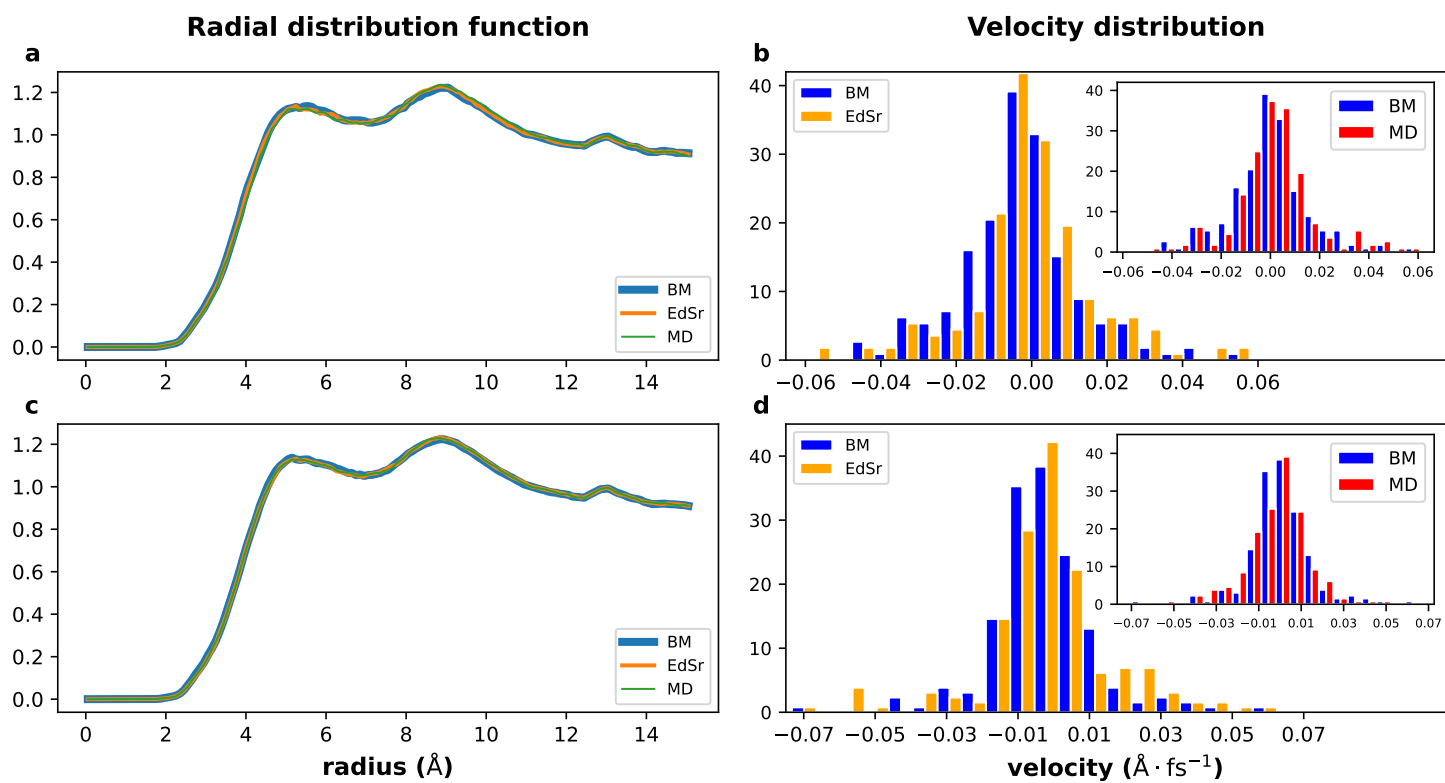 Radial distribution function
Velocity distribution
a
1.2
1.0
0.8
0.6
0.4
0.2
0.0
0 2 4 6 8 10 12 14
BM
EdSr
MD
b
40
30
20
10
0
−0.06 −0.04 −0.02 0.00 0.02 0.04 0.06
BM
EdSr
40
30
20
10
0
−0.06 −0.04 −0.02 0.00 0.02 0.04 0.06
BM
MD
c
1.2
1.0
0.8
0.6
0.4
0.2
0.0
0 2 4 6 8 10 12 14
BM
EdSr
MD
radius (Å)
d
40
30
20
10
0
−0.07 −0.05 −0.03 −0.01 0.01 0.03 0.05 0.07
BM
EdSr
40
30
20
10
0
−0.07 −0.05 −0.03 −0.01 0.01 0.03 0.05 0.07
BM
MD
velocity (Å · fs⁻¹)